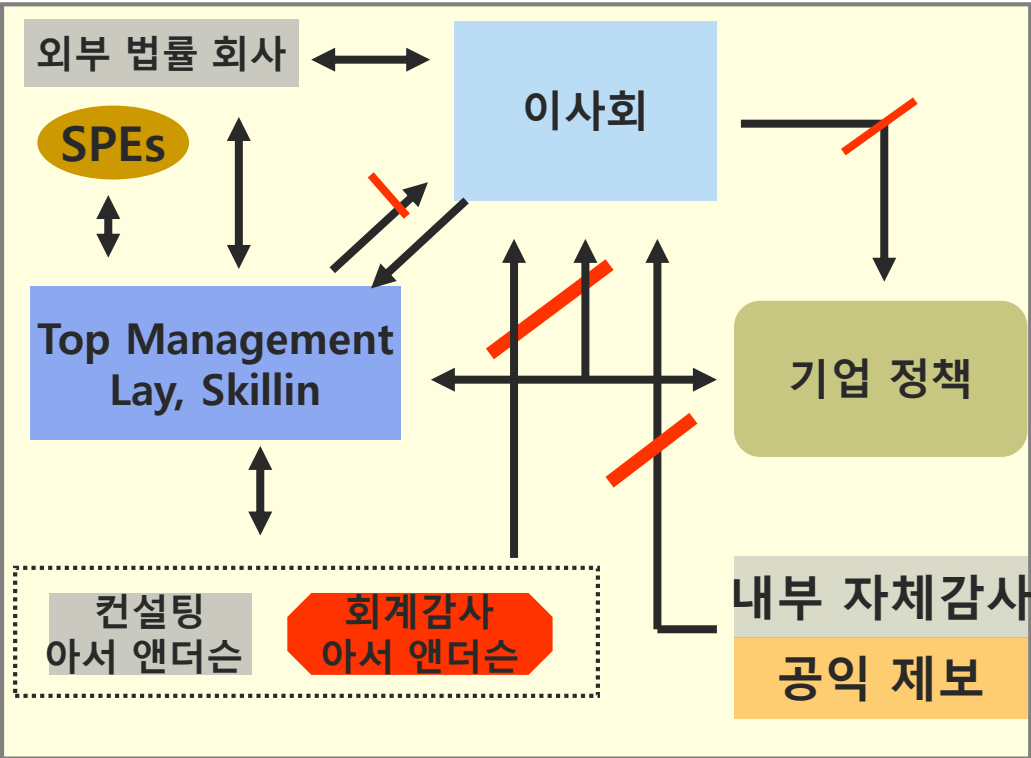 외부 법률 회사
이사회
SPEs
Top Management
Lay, Skillin
기업 정책
컨설팅
아서 앤더슨
회계감사
아서 앤더슨
내부 자체감사
공익 제보